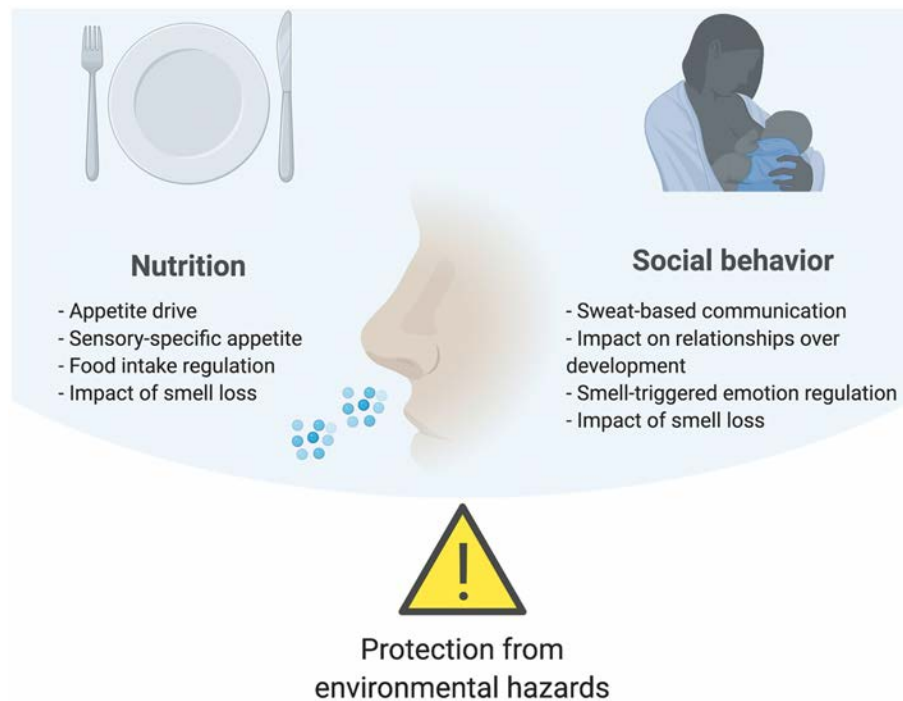 Nutrition
- Appetite drive
- Sensory-specific appetite
- Food intake regulation
- Impact of smell loss
Social behavior
- Sweat-based communication
- Impact on relationships over
development
- Smell-triggered emotion regulation
- Impact of smell loss
!
Protection from
environmental hazards